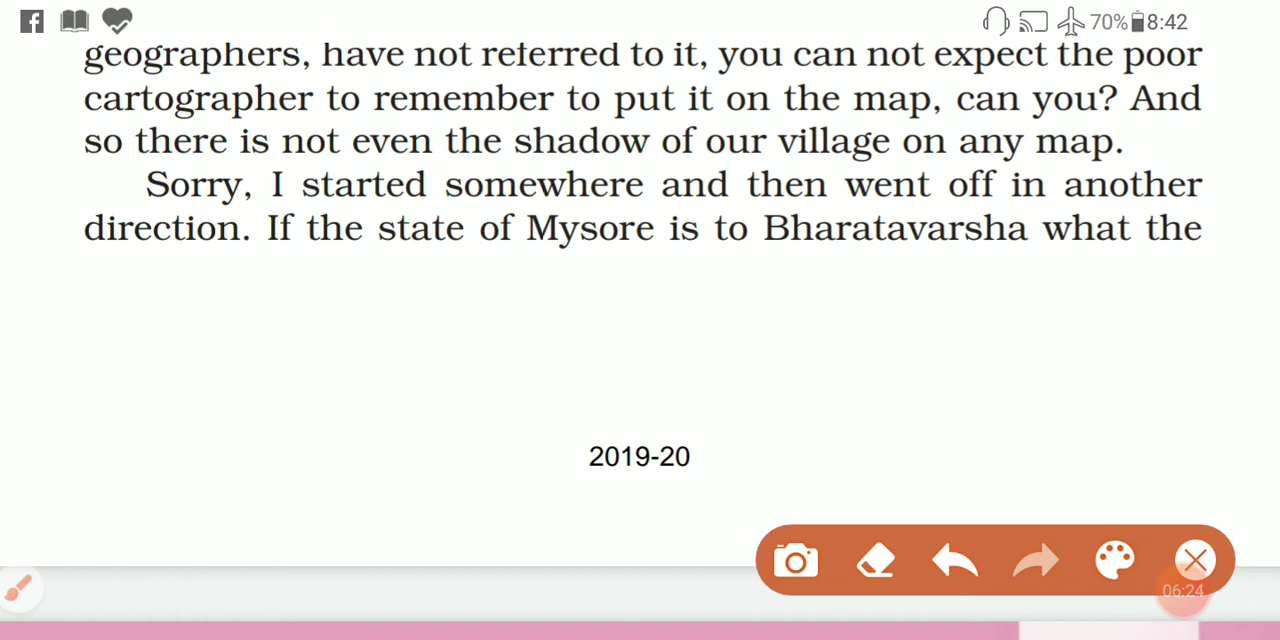 70% 8:42
geographers, have not referred to it, you can not expect the poor
cartographer to remember to put it on the map, can you? And
so there is not even the shadow of our village on any map.
Sorry, I started somewhere and then went off in another
direction. If the state of Mysore is to Bharatavarsha what the
2019-20
06:24